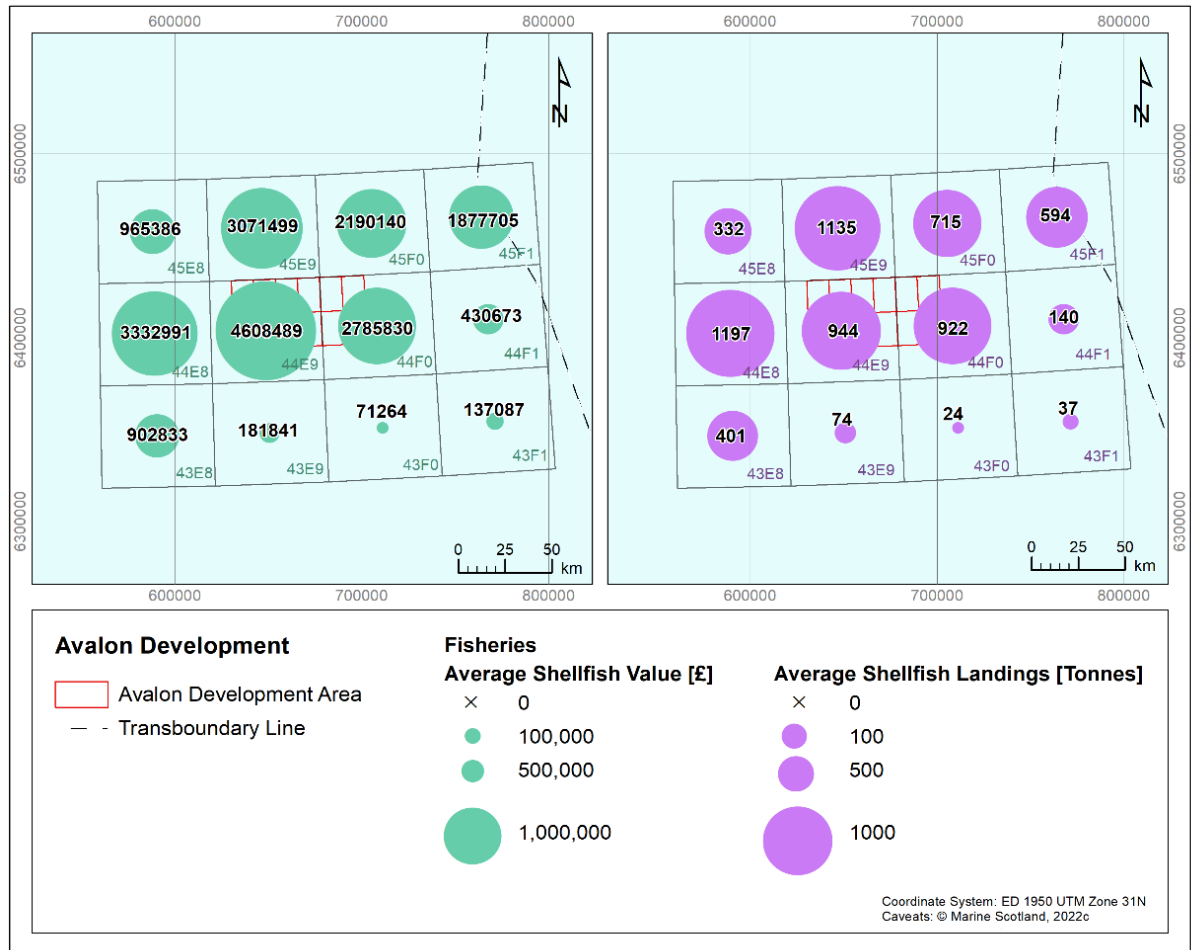 600000 700000 800000 600000 700000 800000
N N
6500000 6500000
965386 3071499 2190140 1877705 332 1135 715 594
45E8 45E9 45F0 45F1 45E8 45E9 45F0 45F1
6400000 6400000
3332991 4608489 2785830 430673 1197 944 922 140
44E8 44E9 44F0 44F1 44E8 44E9 44F0 44F1
902833 181841 71264 137087 401 74 24 37
43E8 43E9 43F0 43F1 43E8 43E9 43F0 43F1
6300000 6300000
0 25 50 0 25 50
km km
600000 700000 800000 600000 700000 800000
Avalon Development
Avalon Development Area
Transboundary Line
Fisheries
Average Shellfish Value [£]
0
100,000
500,000
1,000,000
Average Shellfish Landings [Tonnes]
0
100
500
1000
Coordinate System: ED 1950 UTM Zone 31N
Caveats: © Marine Scotland, 2022c